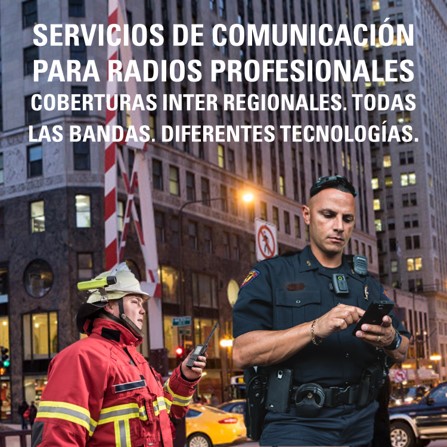 SERVICIOS DE COMUNICACIÓN
PARA RADIOS PROFESIONALES
COBERTURAS INTER REGIONALES. TODAS
LAS BANDAS. DIFERENTES TECNOLOGÍAS.